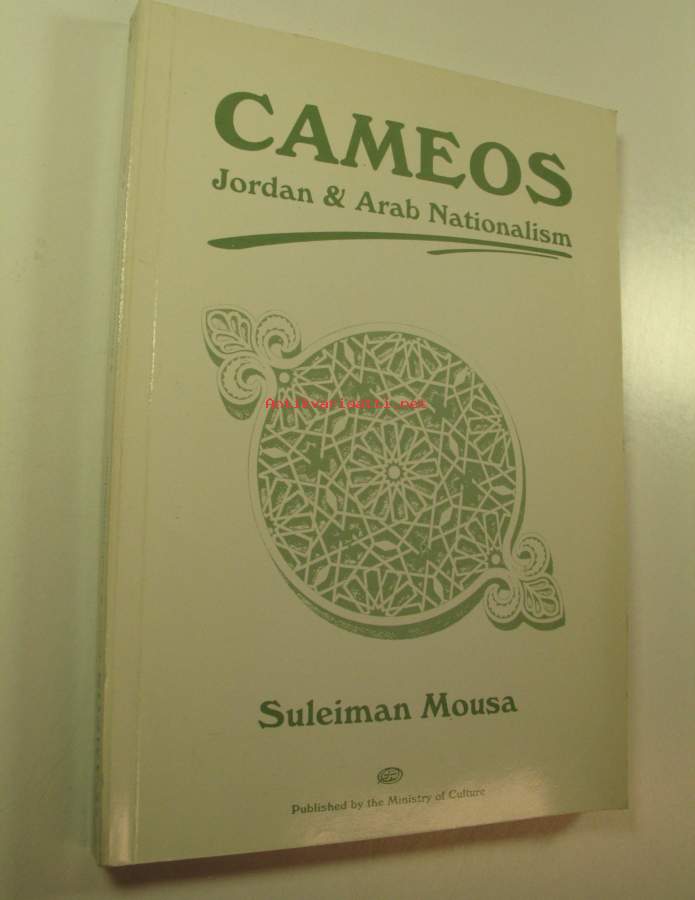 CAMEOS
Jordan & Arab Nationalism
Antikvariaatti.net
Suleiman Mousa
Published by the Ministry of Culture